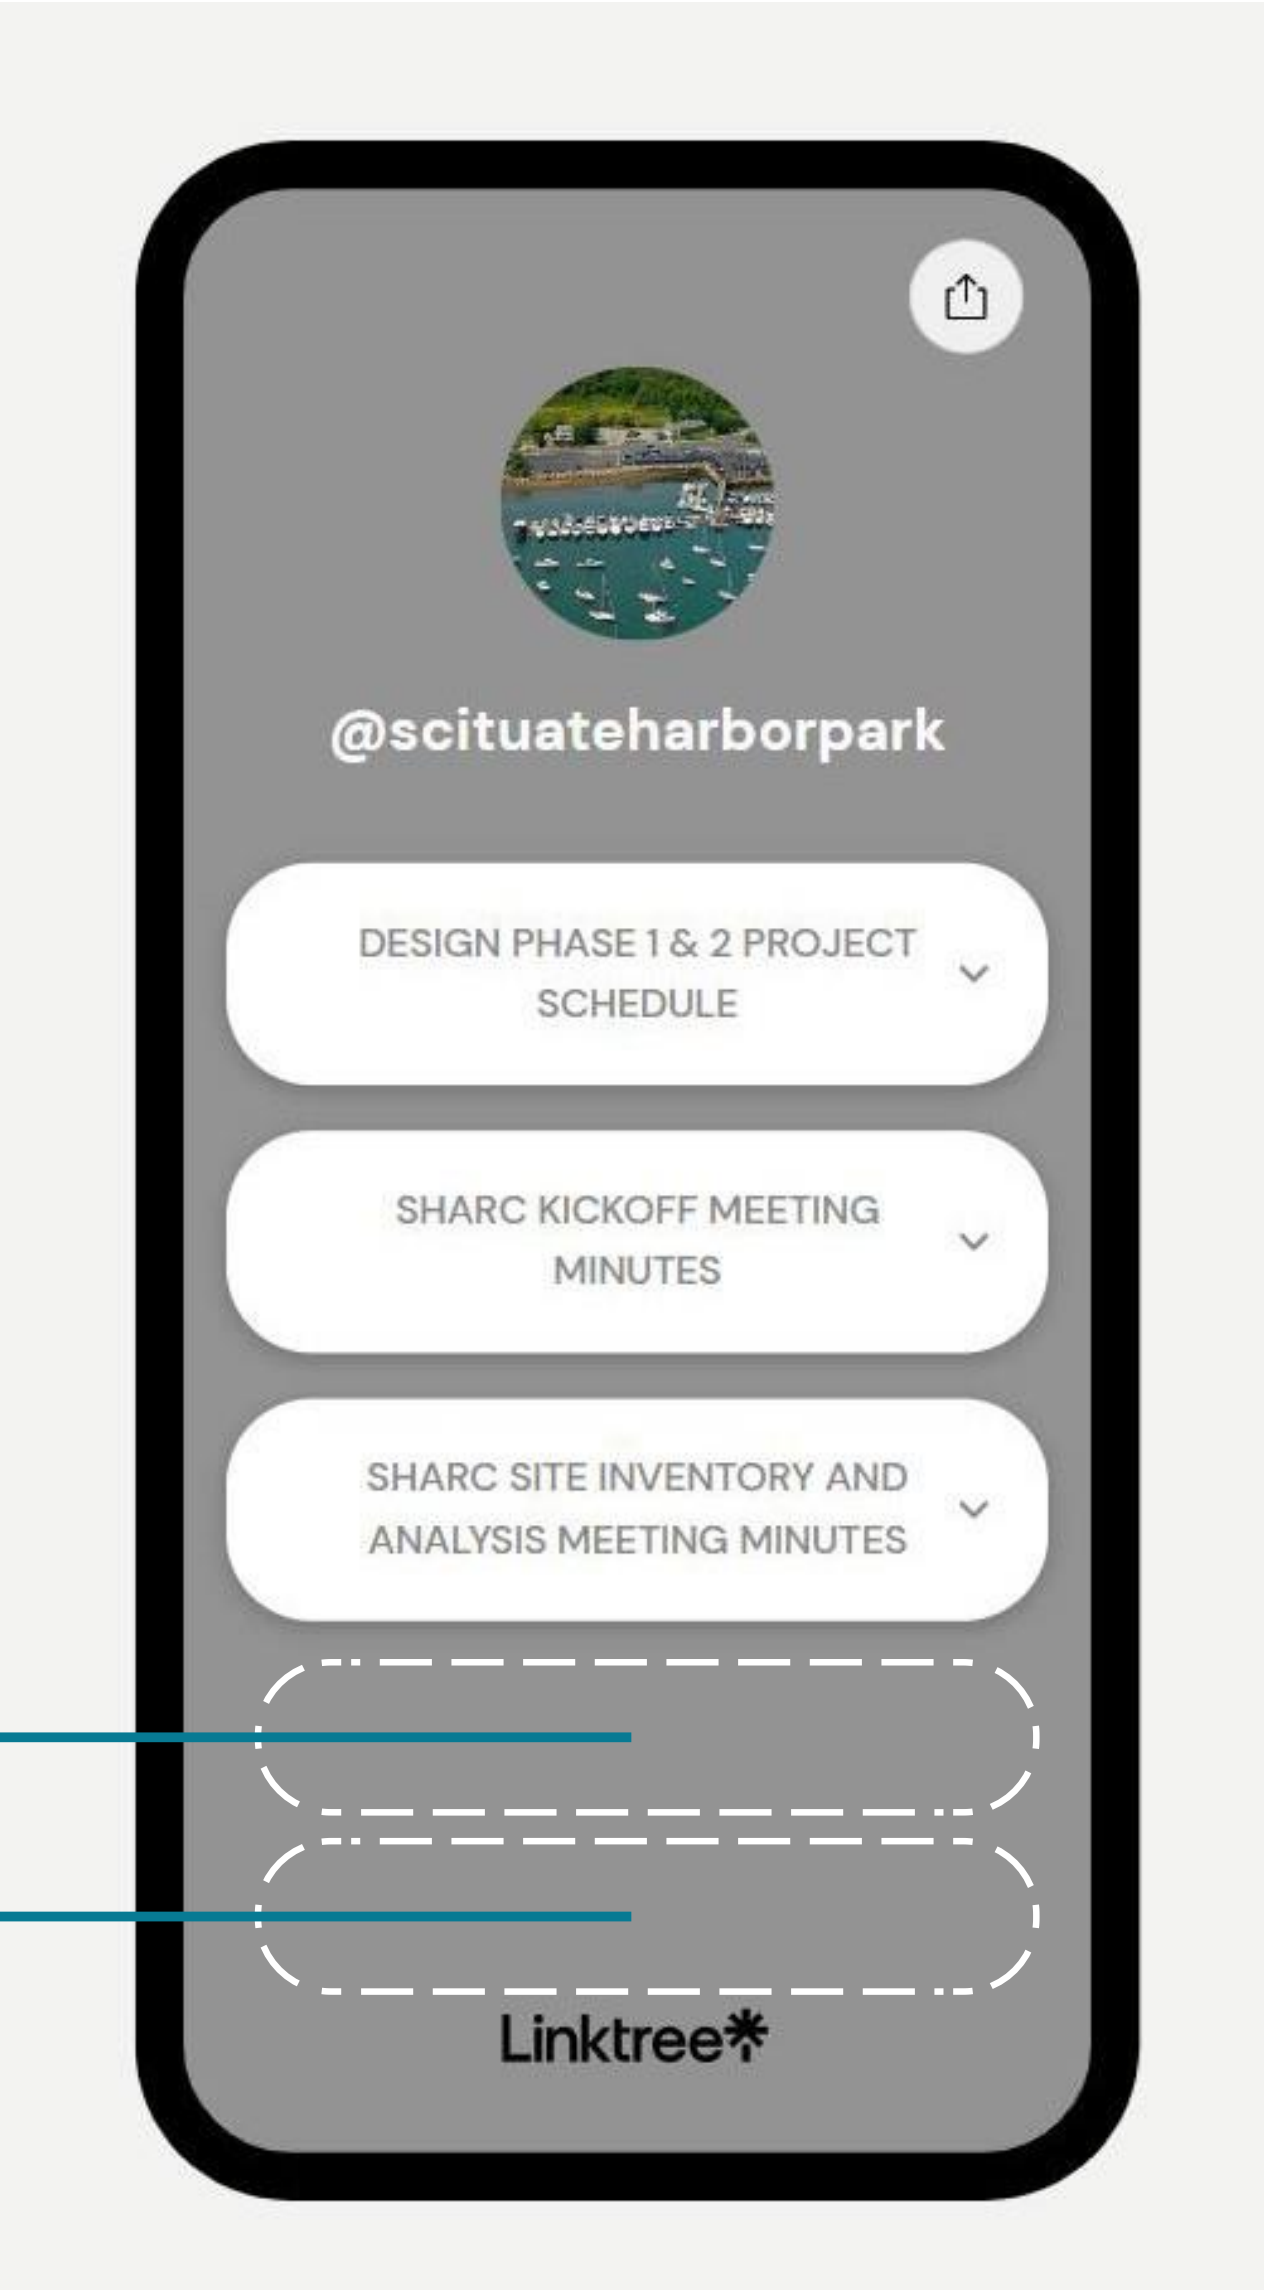 @scituateharborpark
DESIGN PHASE 1 & 2 PROJECT
SCHEDULE
SHARC KICKOFF MEETING
MINUTES
SHARC SITE INVENTORY AND
ANALYSIS MEETING MINUTES
Linktree